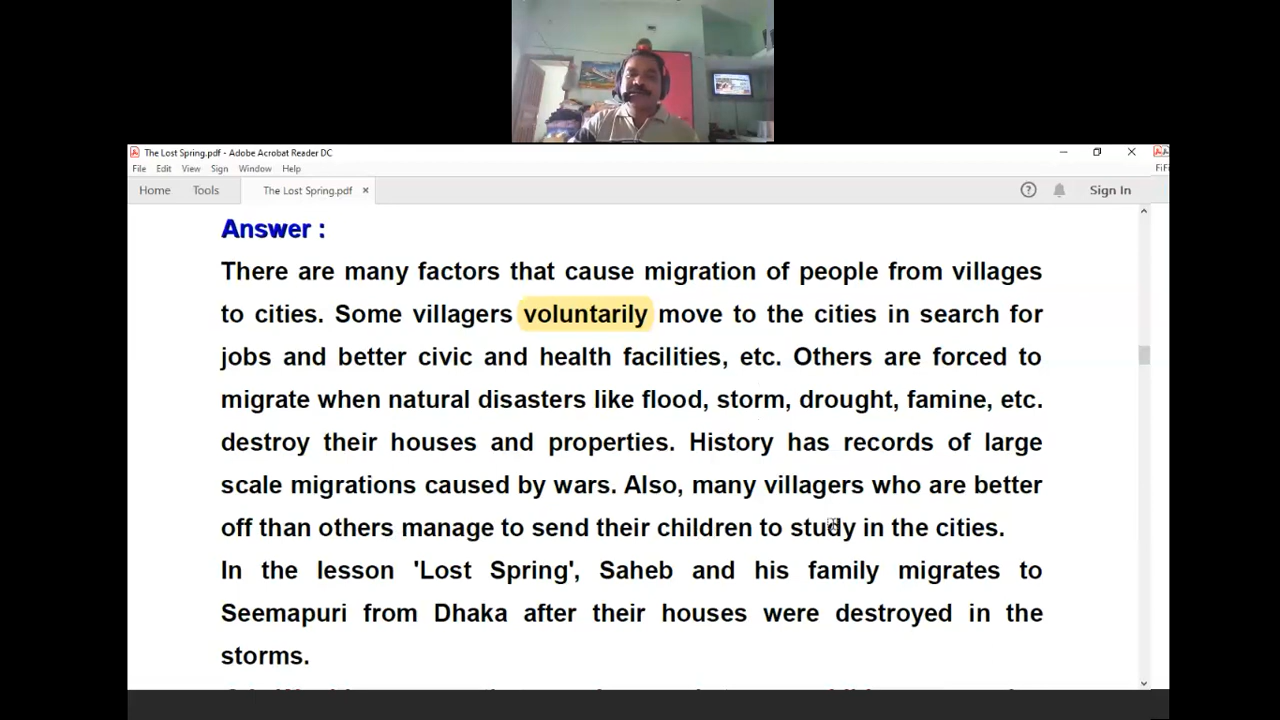 The Lost Spring.pdf - Adobe Acrobat Reader DC
File Edit View Sign Window Help
Home Tools The Lost Spring.pdf × Sign In
Answer :
There are many factors that cause migration of people from villages
to cities. Some villagers voluntarily move to the cities in search for
jobs and better civic and health facilities, etc. Others are forced to
migrate when natural disasters like flood, storm, drought, famine, etc.
destroy their houses and properties. History has records of large
scale migrations caused by wars. Also, many villagers who are better
off than others manage to send their children to study in the cities.
In the lesson 'Lost Spring', Saheb and his family migrates to
Seemapuri from Dhaka after their houses were destroyed in the
storms.